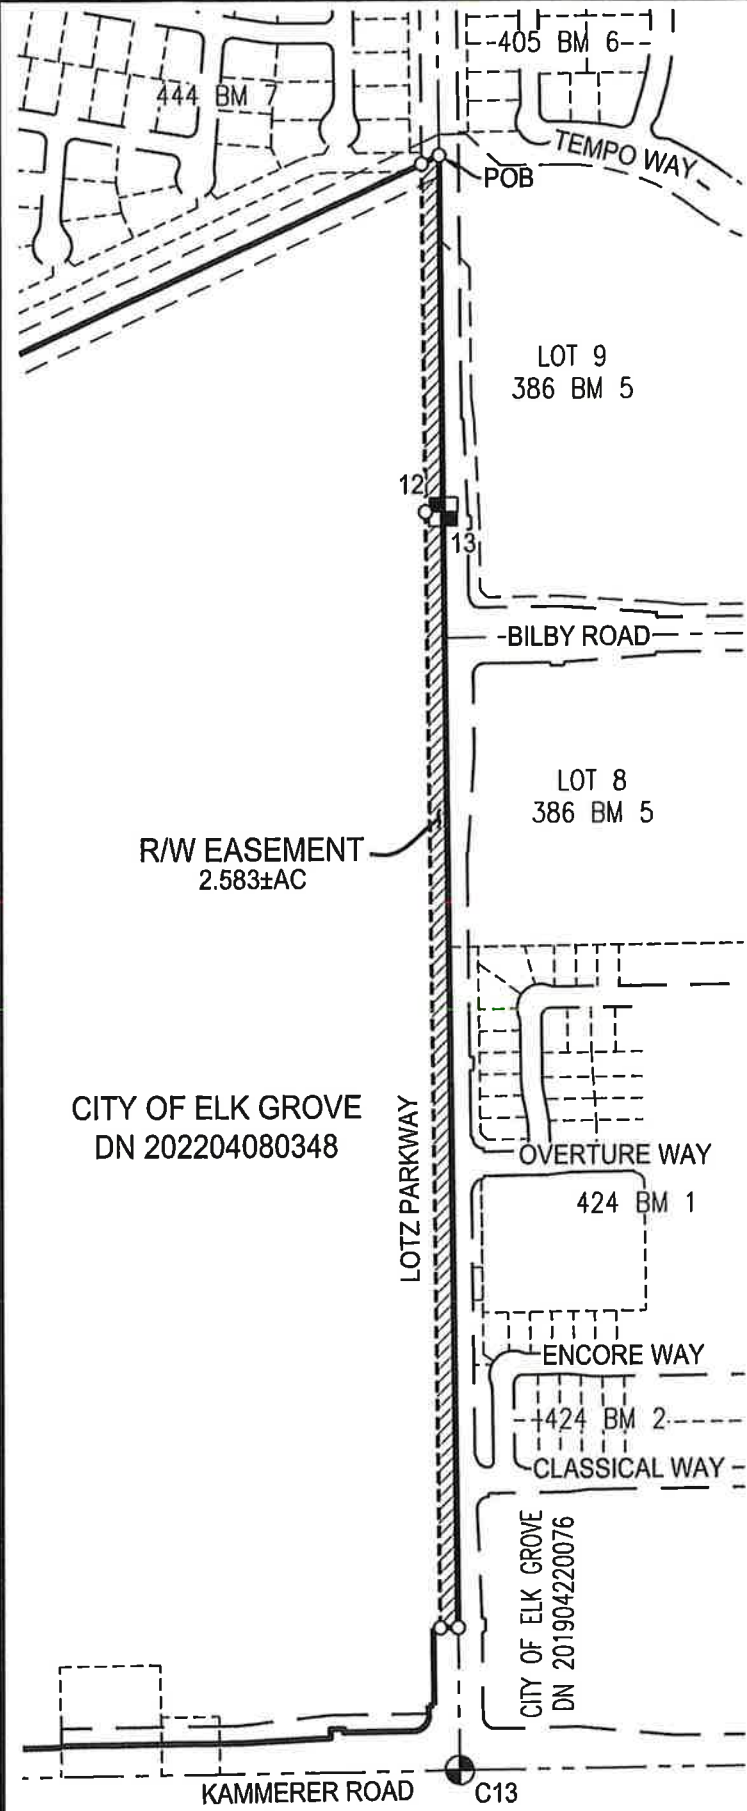 405 BM 6
444 BM 7
TEMPO WAY
POB
LOT 9
386 BM 5
12
13
BILBY ROAD
LOT 8
386 BM 5
R/W EASEMENT
2.583±AC
CITY OF ELK GROVE
DN 202204080348
LOTZ PARKWAY
OVERTURE WAY
424 BM 1
ENCORE WAY
424 BM 2
CLASSICAL WAY
CITY OF ELK GROVE
DN 201904220076
KAMMERER ROAD
C13